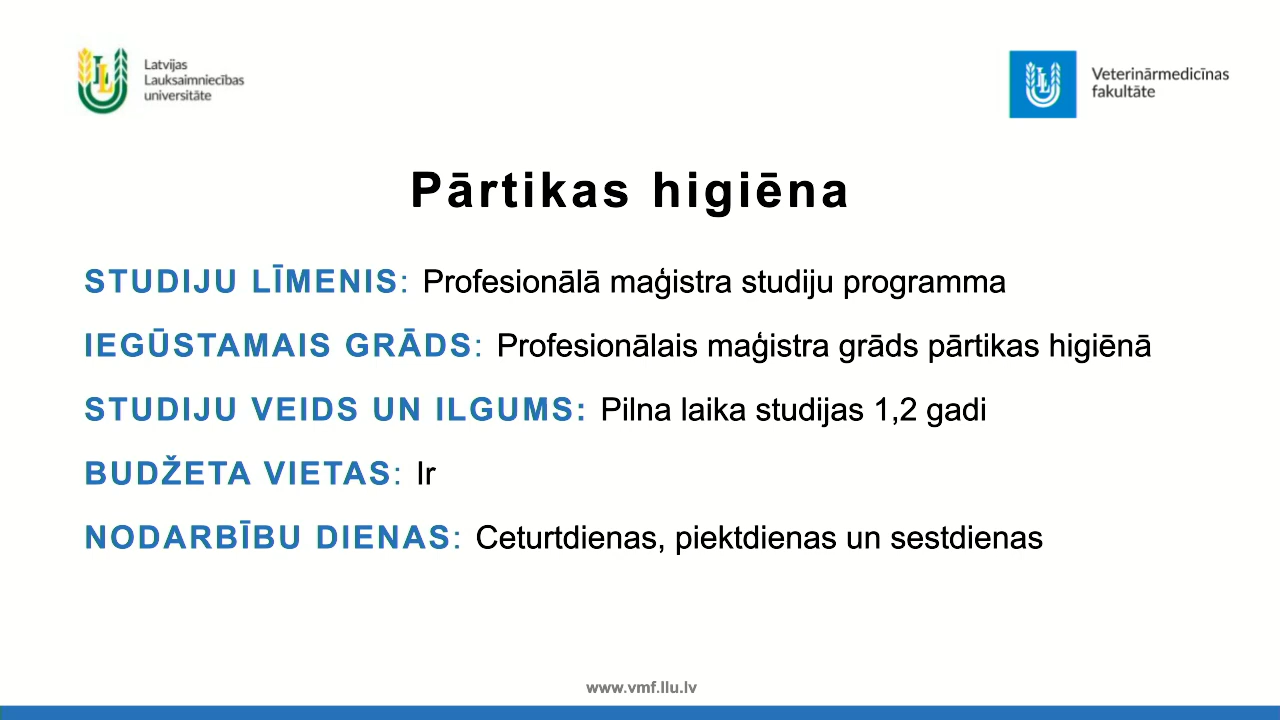 Latvijas
Lauksaimniecības
universitāte
Veterinārmedicīnas
fakultāte
Pārtikas higiēna
STUDIJU LĪMENIS: Profesionālā maģistra studiju programma
IEGŪSTAMAIS GRĀDS: Profesionālais maģistra grāds pārtikas higiēnā
STUDIJU VEIDS UN ILGUMS: Pilna laika studijas 1,2 gadi
BUDŽETA VIETAS: Ir
NODARBĪBU DIENAS: Ceturtdienas, piektdienas un sestdienas
www.vmf.llu.lv